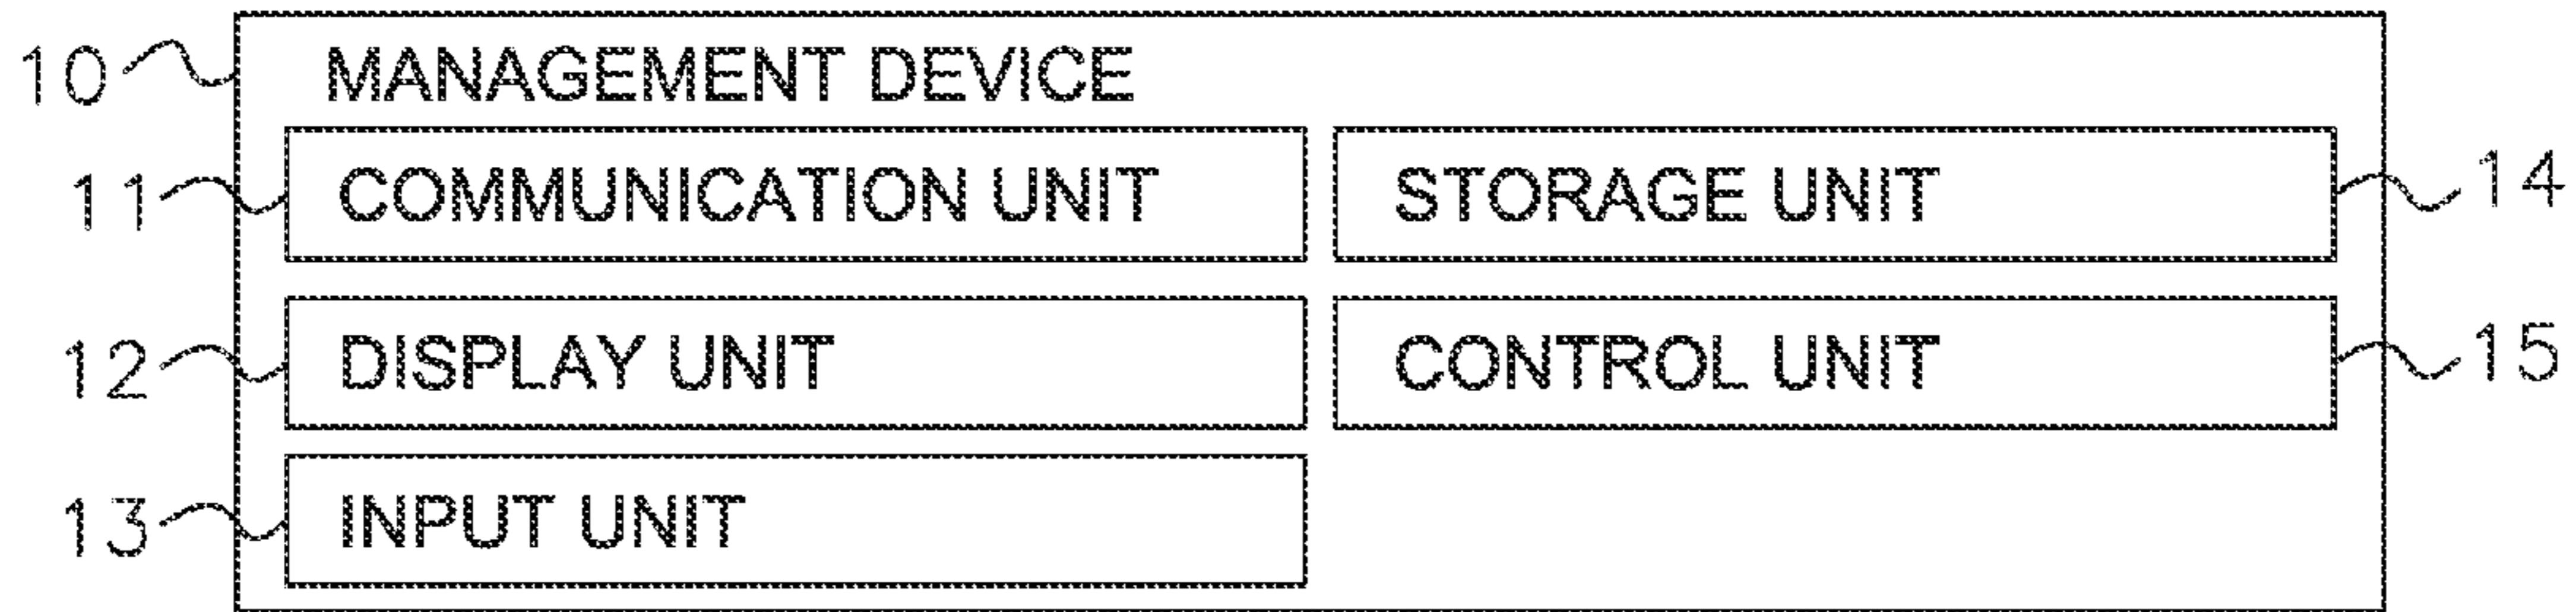 10 MANAGEMENT DEVICE
11 COMMUNICATION UNIT STORAGE UNIT 14
12 DISPLAY UNIT CONTROL UNIT 15
13 INPUT UNIT